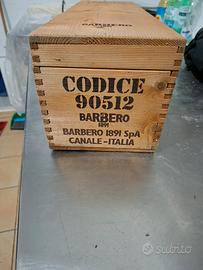 BARBERO
CODICE
90512
BARBERO
1891
BARBERO 1891 SpA
CANALE-ITALIA
subito